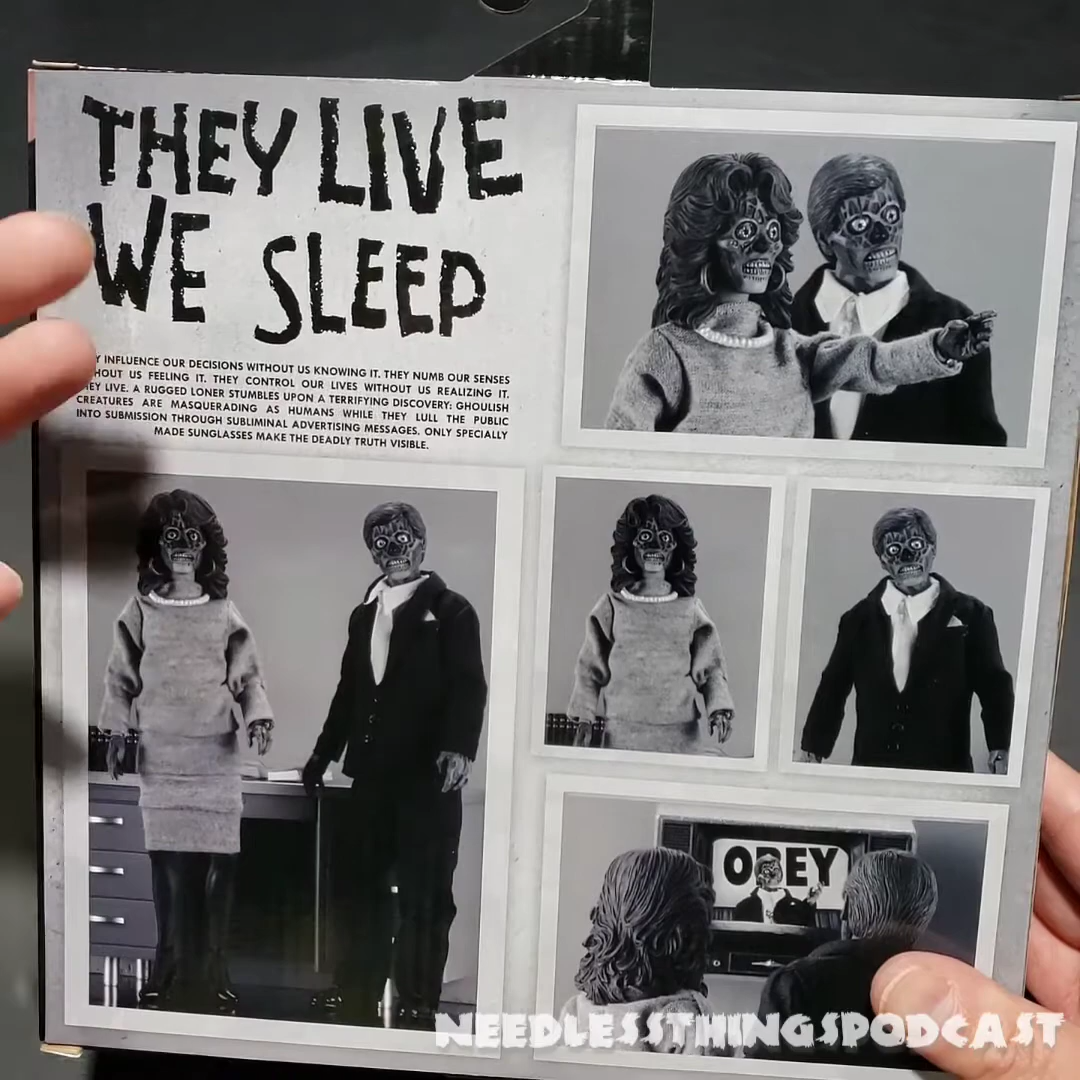 THEY LIVE
WE SLEEP
INFLUENCE OUR DECISIONS WITHOUT US KNOWING IT. THEY NUMB OUR SENSES
US FEELING IT. THEY CONTROL OUR LIVES WITHOUT US REALIZING IT.
LIVE. A RUGGED LONER STUMBLES UPON A TERRIFYING DISCOVERY: GHOULISH
CREATURES ARE MASQUERADING AS HUMANS WHILE THEY LULL THE PUBLIC
INTO SUBMISSION THROUGH SUBLIMINAL ADVERTISING MESSAGES. ONLY SPECIALLY
MADE SUNGLASSES MAKE THE DEADLY TRUTH VISIBLE.
OBEY
NEEDLESSTHINGSPODCAST